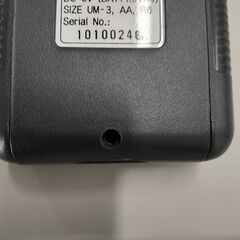 SIZE UM-3, AA, R6
Serial No.:
10100246